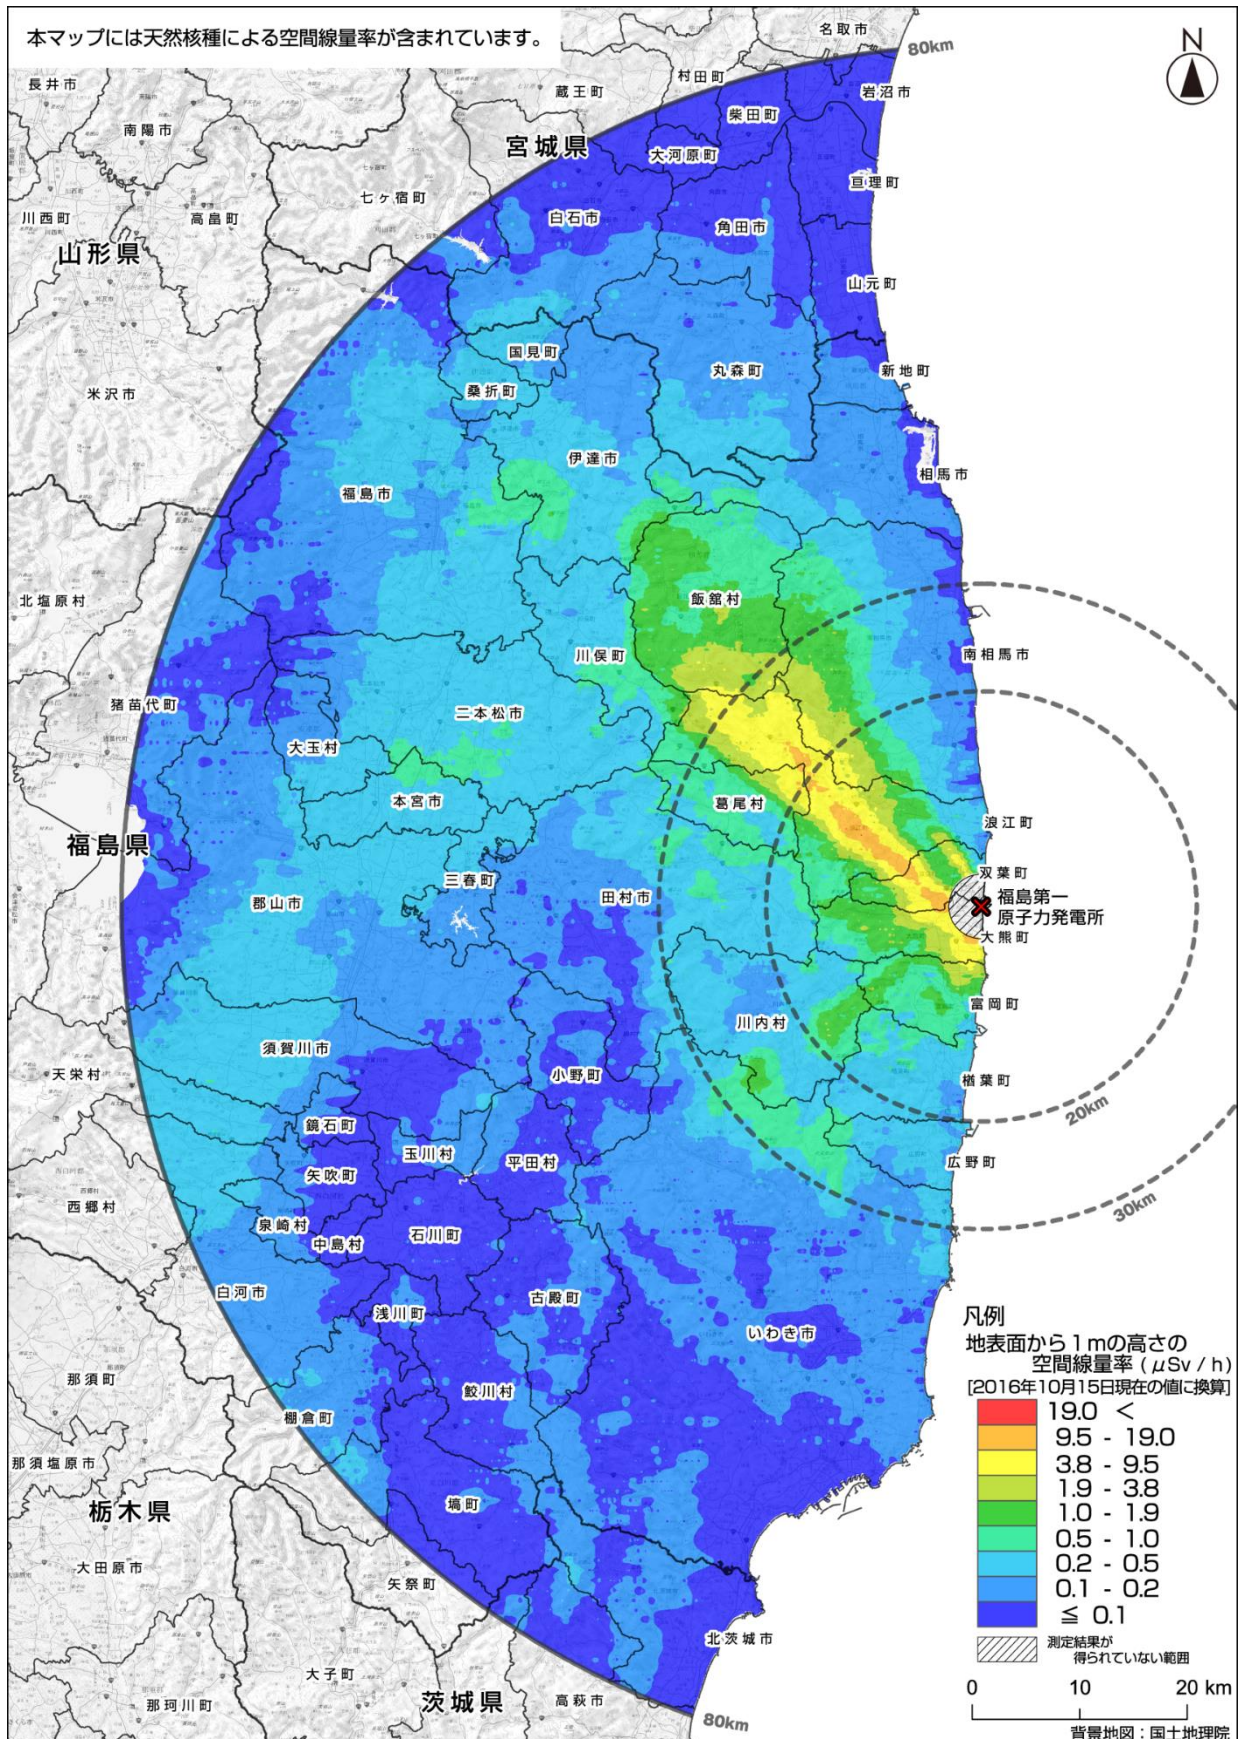 本マップには天然核種による空間線量率が含まれています。
名取市
80km
N
長井市
村田町
蔵王町
岩沼市
柴田町
南陽市
宮城県
大河原町
亘理町
七ヶ宿町
川西町
高畠町
白石市
角田市
山形県
山元町
国見町
丸森町
新地町
米沢市
桑折町
伊達市
相馬市
福島市
北塩原村
飯舘村
川俣町
南相馬市
猪苗代町
二本松市
大玉村
本宮市
葛尾村
浪江町
福島県
双葉町
三春町
田村市
福島第一
原子力発電所
郡山市
大熊町
富岡町
川内村
須賀川市
天栄村
小野町
楢葉町
20km
鏡石町
玉川村
平田村
広野町
矢吹町
西郷村
30km
泉崎村
中島村
石川町
白河市
古殿町
浅川町
いわき市
那須町
鮫川村
棚倉町
那須塩原市
塙町
栃木県
大田原市
矢祭町
北茨城市
大子町
茨城県
高萩市
那珂川町
80km
凡例
地表面から1mの高さの
空間線量率 (μSv / h)
[2016年10月15日現在の値に換算]
19.0 <
9.5 - 19.0
3.8 - 9.5
1.9 - 3.8
1.0 - 1.9
0.5 - 1.0
0.2 - 0.5
0.1 - 0.2
≦ 0.1
測定結果が
得られていない範囲
0 10 20 km
背景地図:国土地理院